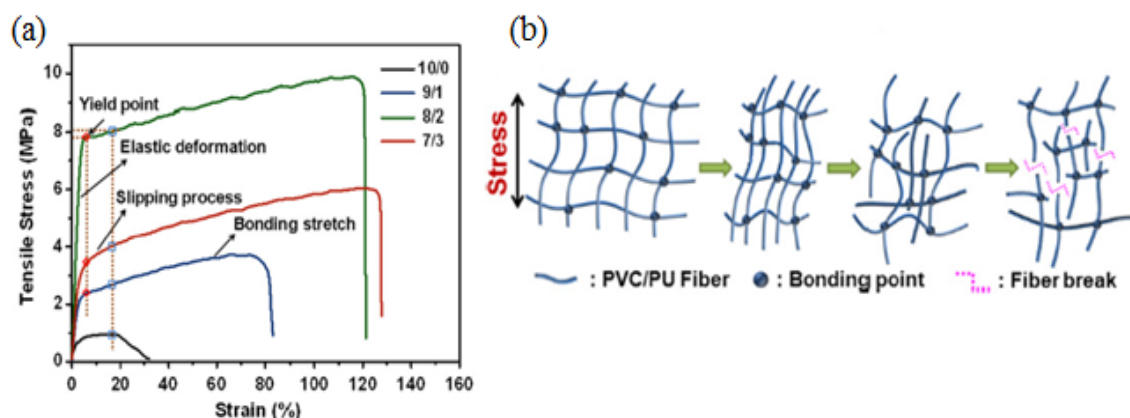 (a)
Tensile Stress (MPa)
10
8
6
4
2
0
Yield point
Elastic deformation
Slipping process
Bonding stretch
10/0
9/1
8/2
7/3
0 20 40 60 80 100 120 140 160
Strain (%)
(b)
Stress
: PVC/PU Fiber : Bonding point : Fiber break